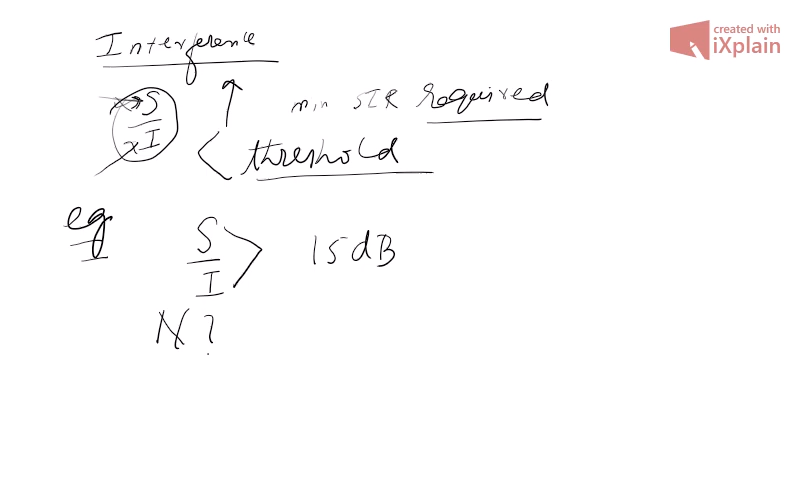 created with
iXplain
Interference
S
I
min SIR required
< threshold
eg
S
I
> 15dB
N?